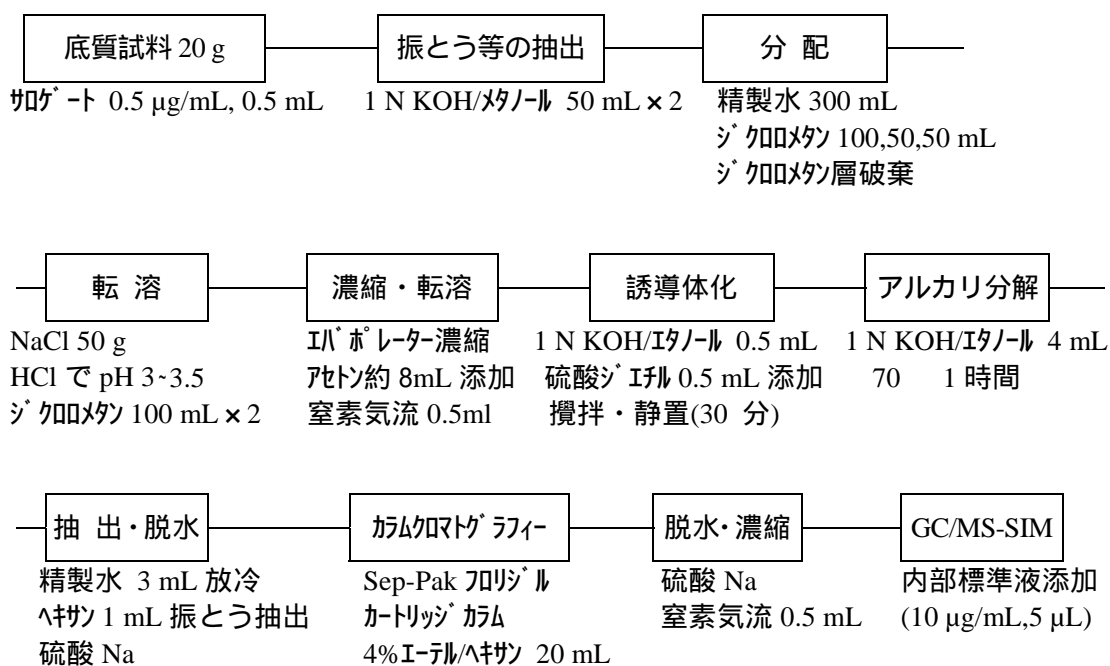 底質試料 20 g
振とう等の抽出
分 配
サロゲート 0.5 μg/mL, 0.5 mL
1 N KOH/メタノール 50 mL × 2
精製水 300 mL
ジクロロメタン 100,50,50 mL
ジクロロメタン層破棄
転 溶
濃縮・転溶
誘導体化
アルカリ分解
NaCl 50 g
HCl で pH 3~3.5
ジクロロメタン 100 mL × 2
エバポレーター濃縮
アセトン約 8mL 添加
窒素気流 0.5ml
1 N KOH/エタノール 0.5 mL
硫酸ジエチル 0.5 mL 添加
攪拌・静置(30 分)
1 N KOH/エタノール 4 mL
70 1 時間
抽 出・脱水
カラムクロマトグラフィー
脱水・濃縮
GC/MS-SIM
精製水 3 mL 放冷
ヘキサン 1 mL 振とう抽出
硫酸 Na
Sep-Pak フロリジル
カートリッジカラム
4%エーテル/ヘキサン 20 mL
硫酸 Na
窒素気流 0.5 mL
内部標準液添加
(10 μg/mL,5 μL)